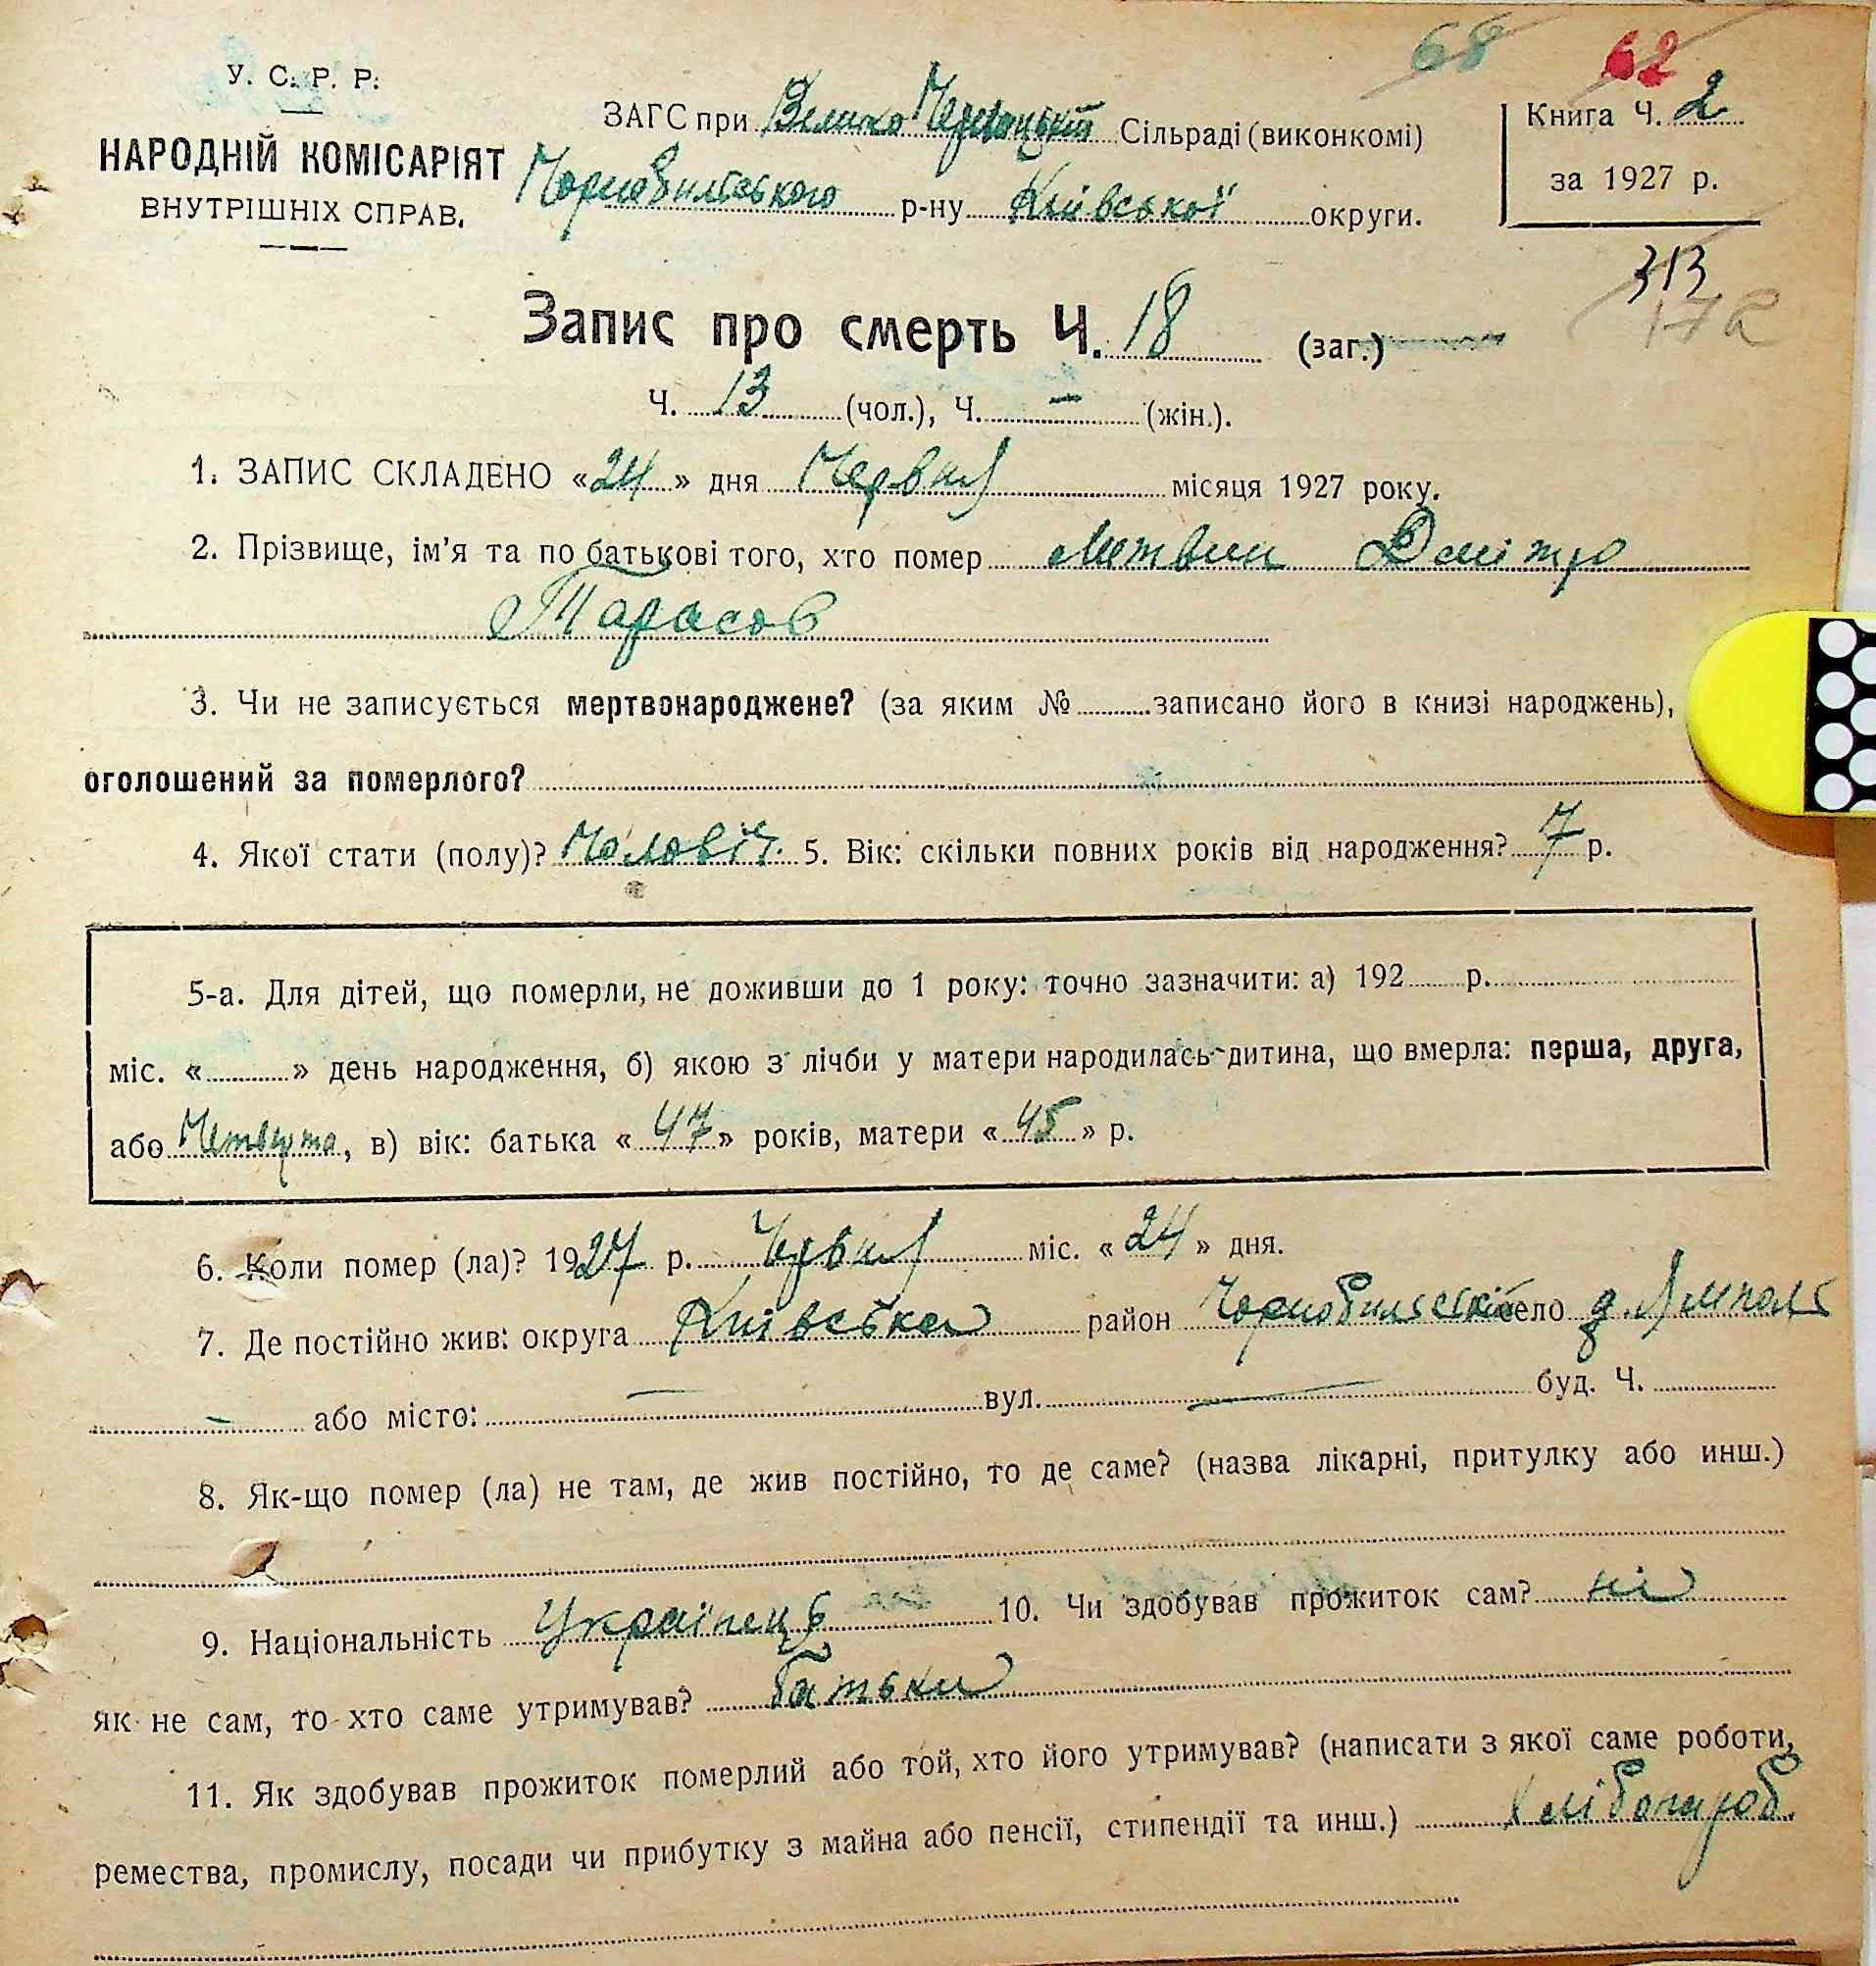 68 62
У. С. Р. Р.
НАРОДНІЙ КОМІСАРІЯТ
ВНУТРІШНІХ СПРАВ.
ЗАГС при Велико Сільраді (виконкомі)
Чорнобильського р-ну Київської округи.
Книга Ч. 2
за 1927 р.
313
172
Запис про смерть Ч. 18 (заг.)
Ч. 13 (чол.), Ч. – (жін.).
1. ЗАПИС СКЛАДЕНО «24» дня Червня місяця 1927 року.
2. Прізвище, ім'я та по батькові того, хто помер Литвин Дмітро
Тарасов
3. Чи не записується мертвонароджене? (за яким № записано його в книзі народжень),
оголошений за померлого?
4. Якої стати (полу)? Чоловіч. 5. Вік: скільки повних років від народження? 7 р.
5-а. Для дітей, що померли, не доживши до 1 року: точно зазначити: а) 192 р.
міс. « » день народження, б) якою з лічби у матери народилась дитина, що вмерла: перша, друга,
або Четверта, в) вік: батька «47» років, матери «45» р.
6. Коли помер (ла)? 1927 р. Червня міс. «24» дня.
7. Де постійно жив: округа Київська район Чорнобильский село д.
– або місто: – вул. – буд. Ч.
8. Як-що помер (ла) не там, де жив постійно, то де саме? (назва лікарні, притулку або инш.)
9. Національність Украінець 10. Чи здобував прожиток сам? ні
як не сам, то хто саме утримував? батьки
11. Як здобував прожиток померлий або той, хто його утримував? (написати з якої саме роботи,
ремества, промислу, посади чи прибутку з майна або пенсії, стипендії та инш.) Хлібороб.